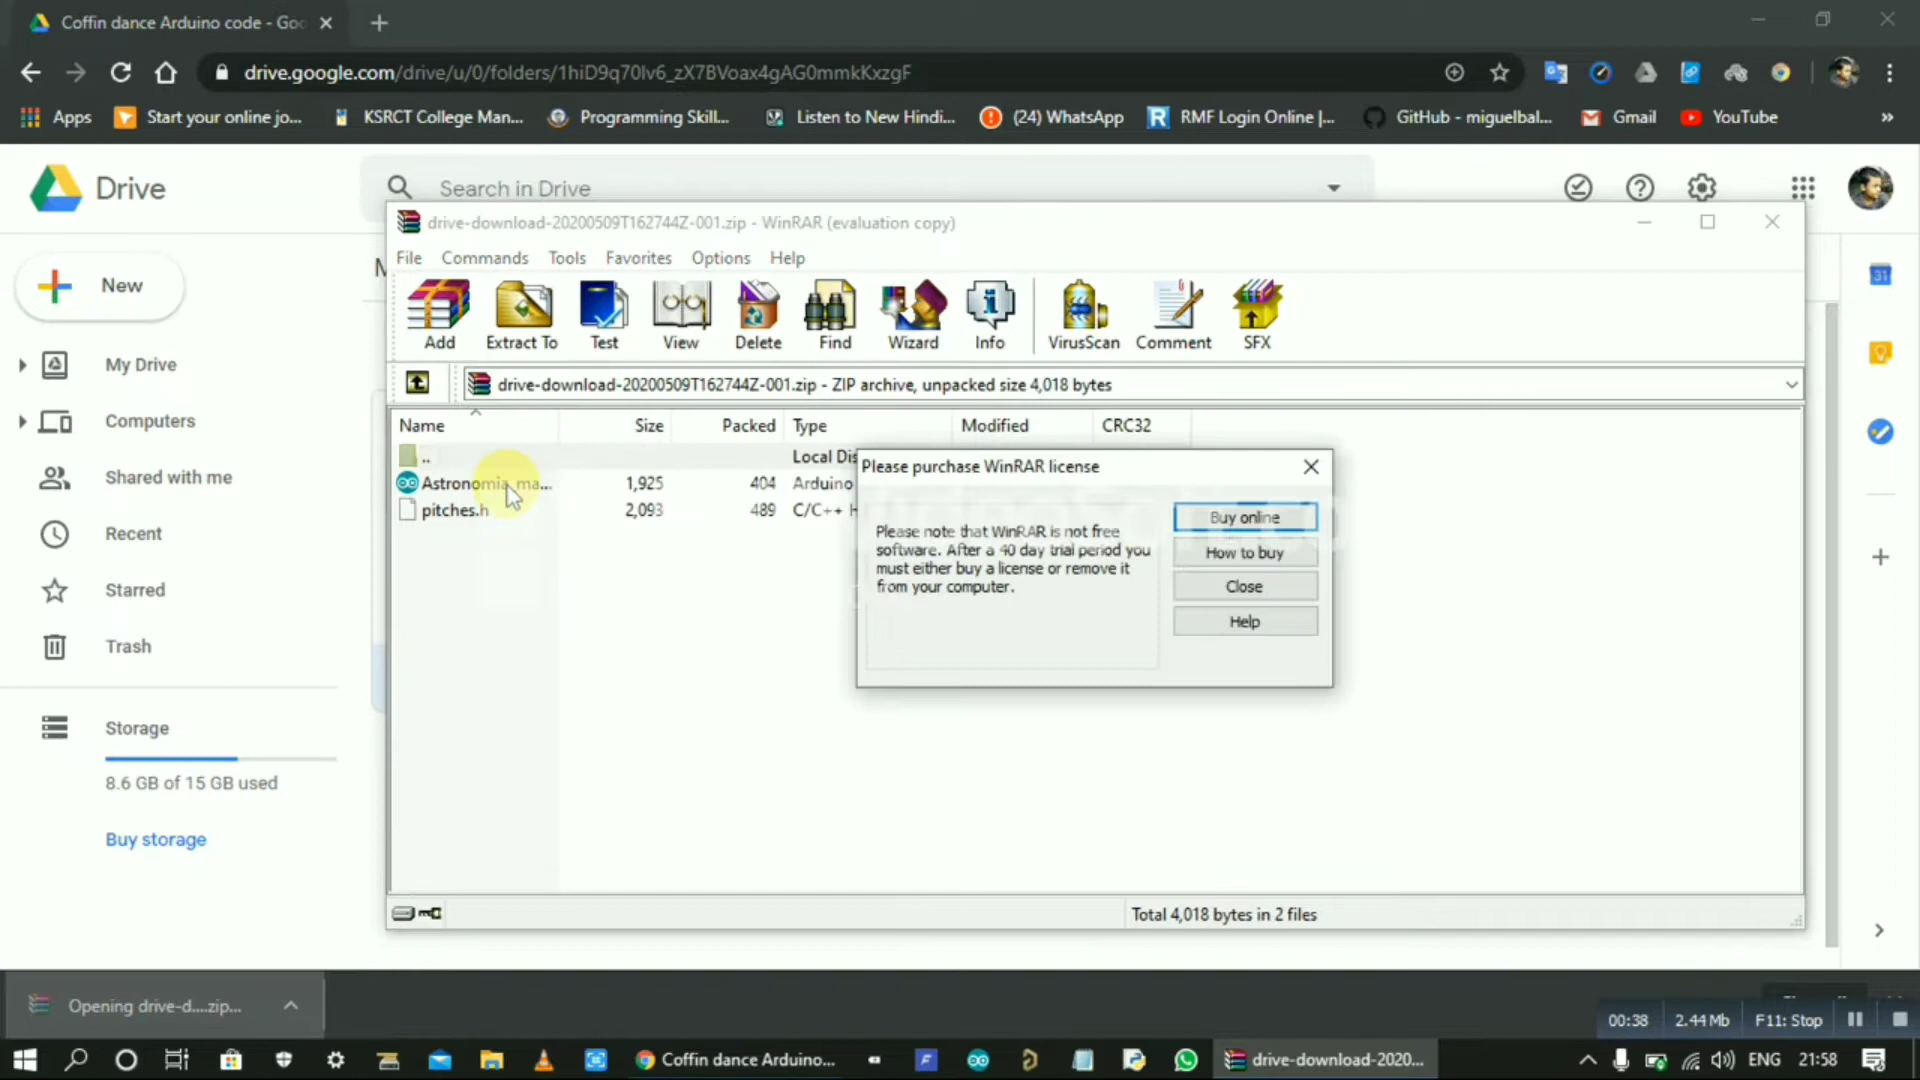 Coffin dance Arduino code - Goo
drive.google.com/drive/u/0/folders/1hiD9q70lv6_zX7BVoax4gAG0mmkKxzgF
Apps
Start your online jo...
KSRCT College Man...
Programming Skill...
Listen to New Hindi...
(24) WhatsApp
RMF Login Online |...
GitHub - miguelbal...
Gmail
YouTube
»
Drive
Search in Drive
New
My Drive
Computers
Shared with me
Recent
Starred
Trash
Storage
8.6 GB of 15 GB used
Buy storage
31
drive-download-20200509T162744Z-001.zip - WinRAR (evaluation copy)
File Commands Tools Favorites Options Help
Add Extract To Test View Delete Find Wizard Info VirusScan Comment SFX
drive-download-20200509T162744Z-001.zip - ZIP archive, unpacked size 4,018 bytes
Name Size Packed Type Modified CRC32
.. Local Dis
Astronomia_ma... 1,925 404 Arduino
pitches.h 2,093 489 C/C++ H
Please purchase WinRAR license
Please note that WinRAR is not free
software. After a 40 day trial period you
must either buy a license or remove it
from your computer.
Buy online
How to buy
Close
Help
Total 4,018 bytes in 2 files
Opening drive-d....zip...
00:38 2.44 Mb F11: Stop
Coffin dance Arduino...
drive-download-2020...
ENG 21:58